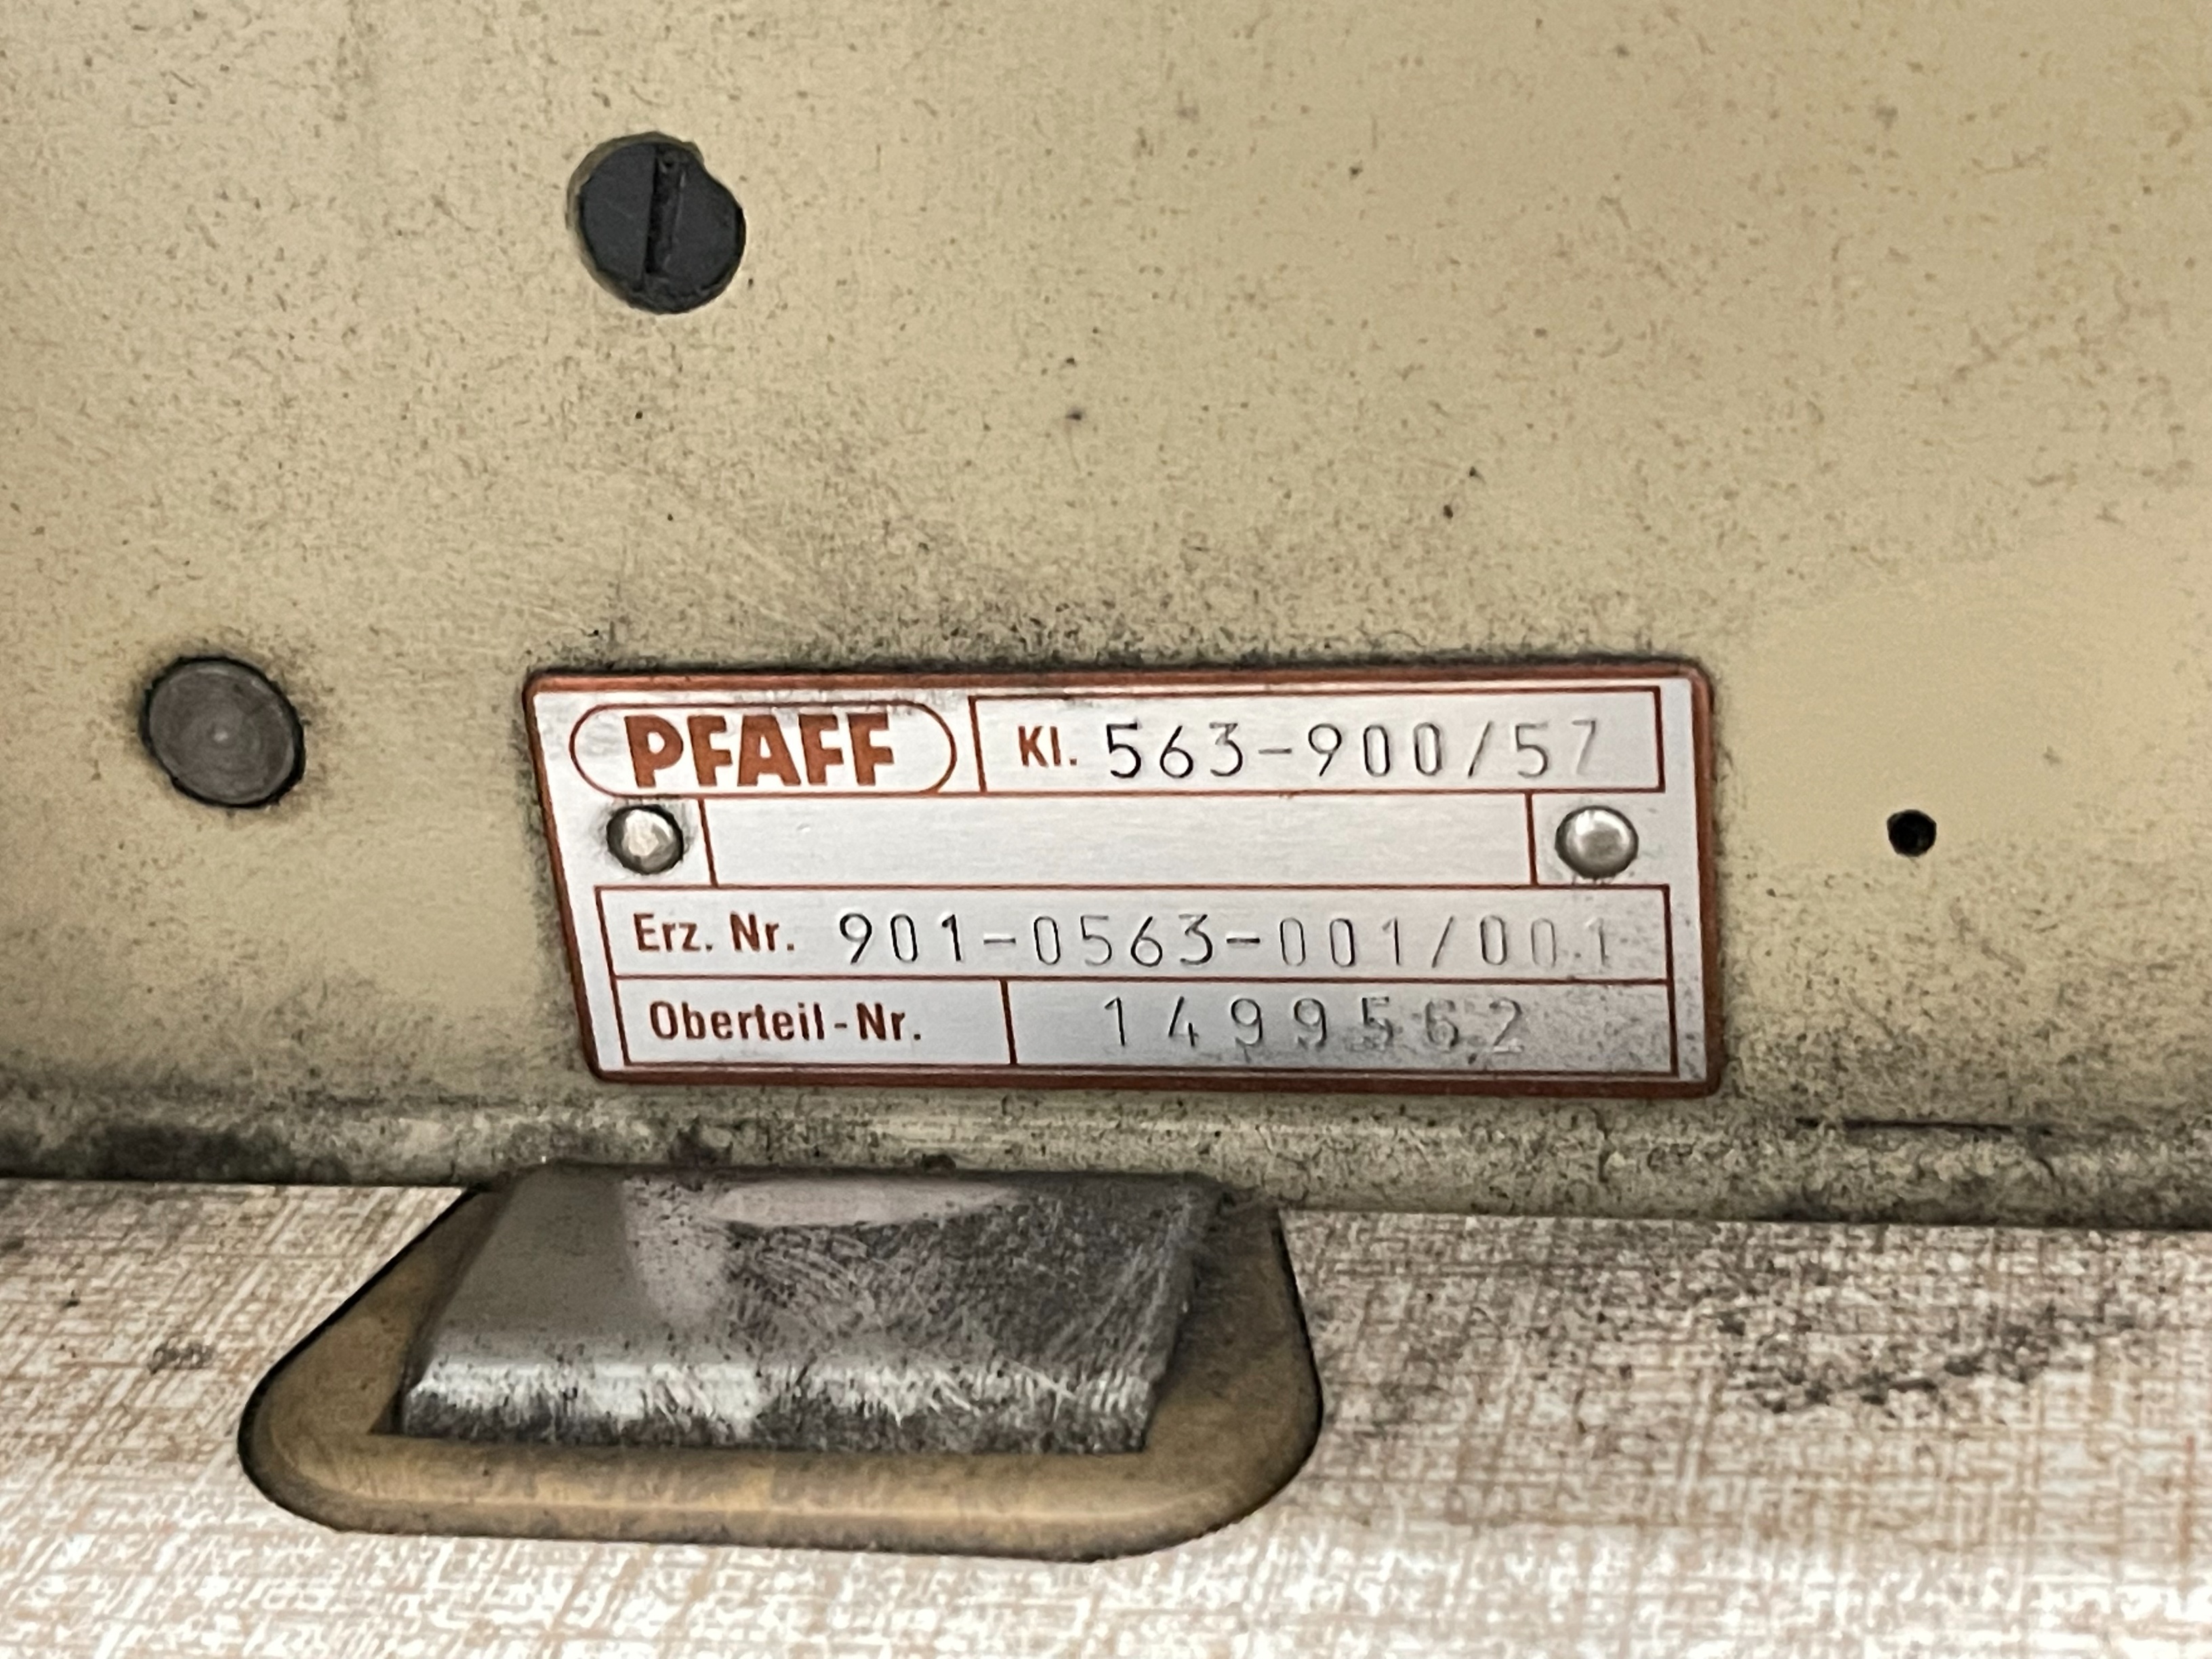 PFAFF Kl. 563-900/57
Erz. Nr. 901-0563-001/001
Oberteil-Nr. 1499562